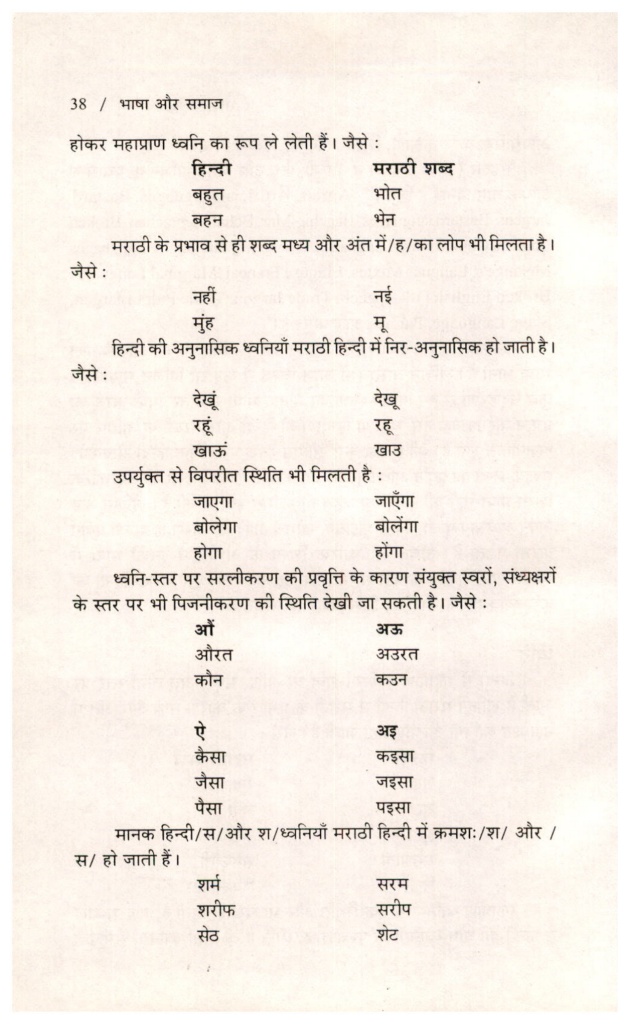 38 / भाषा और समाज
होकर महाप्राण ध्वनि का रूप ले लेती हैं। जैसे :
हिन्दी मराठी शब्द
बहुत भोत
बहन भेन
मराठी के प्रभाव से ही शब्द मध्य और अंत में/ह/का लोप भी मिलता है।
जैसे :
नहीं नई
मुंह मू
हिन्दी की अनुनासिक ध्वनियाँ मराठी हिन्दी में निर-अनुनासिक हो जाती है।
जैसे :
देखूं देखू
रहूं रहू
खाऊं खाउ
उपर्युक्त से विपरीत स्थिति भी मिलती है :
जाएगा जाएँगा
बोलेगा बोलेंगा
होगा होंगा
ध्वनि-स्तर पर सरलीकरण की प्रवृत्ति के कारण संयुक्त स्वरों, संध्यक्षरों
के स्तर पर भी पिजनीकरण की स्थिति देखी जा सकती है। जैसे :
औं अऊ
औरत अउरत
कौन कउन
ऐ अइ
कैसा कइसा
जैसा जइसा
पैसा पइसा
मानक हिन्दी/स/और श/ध्वनियाँ मराठी हिन्दी में क्रमशः/श/ और /
स/ हो जाती हैं।
शर्म सरम
शरीफ सरीप
सेठ शेट